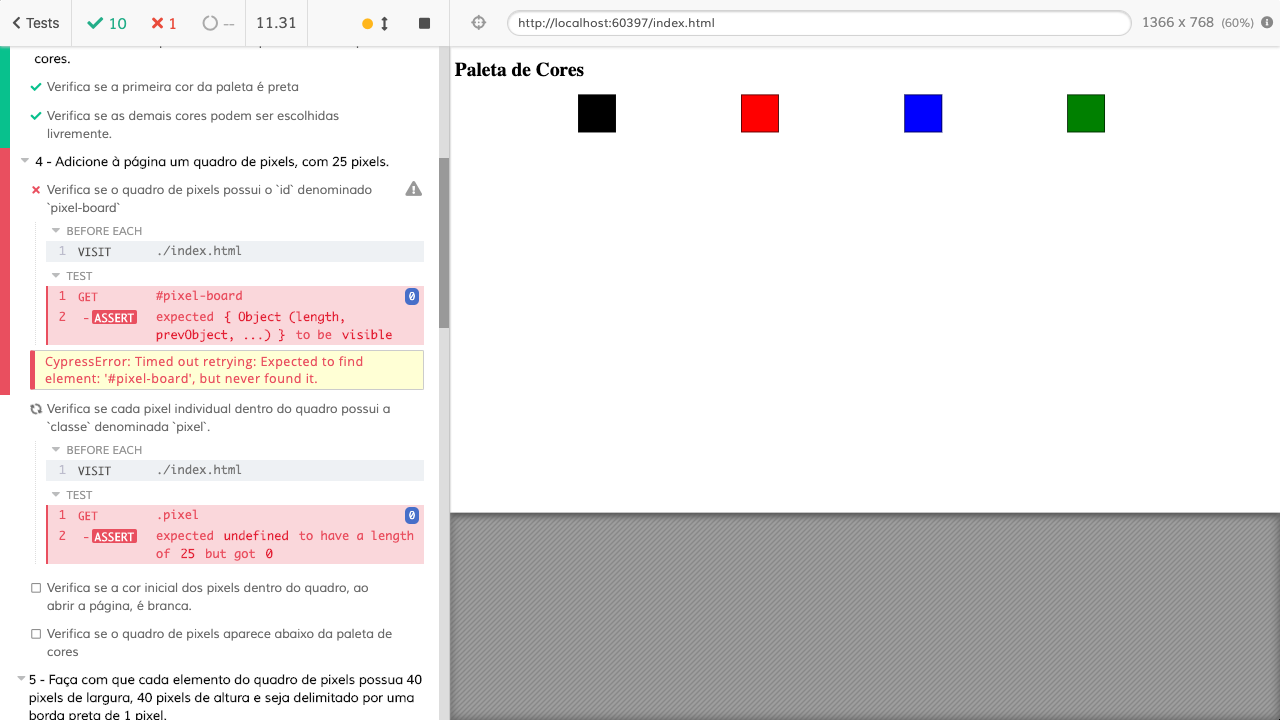 Tests
10
1
--
11.31
http://localhost:60397/index.html
1366 x 768 (60%)
cores.
Verifica se a primeira cor da paleta é preta
Verifica se as demais cores podem ser escolhidas
livremente.
4 - Adicione à página um quadro de pixels, com 25 pixels.
Verifica se o quadro de pixels possui o `id` denominado
`pixel-board`
BEFORE EACH
1 VISIT ./index.html
TEST
1 GET #pixel-board 0
2 -ASSERT expected { Object (length,
prevObject, ...) } to be visible
CypressError: Timed out retrying: Expected to find
element: '#pixel-board', but never found it.
Verifica se cada pixel individual dentro do quadro possui a
`classe` denominada `pixel`.
BEFORE EACH
1 VISIT ./index.html
TEST
1 GET .pixel 0
2 -ASSERT expected undefined to have a length
of 25 but got 0
Verifica se a cor inicial dos pixels dentro do quadro, ao
abrir a página, é branca.
Verifica se o quadro de pixels aparece abaixo da paleta de
cores
5 - Faça com que cada elemento do quadro de pixels possua 40
pixels de largura, 40 pixels de altura e seja delimitado por uma
borda preta de 1 pixel.
Paleta de Cores